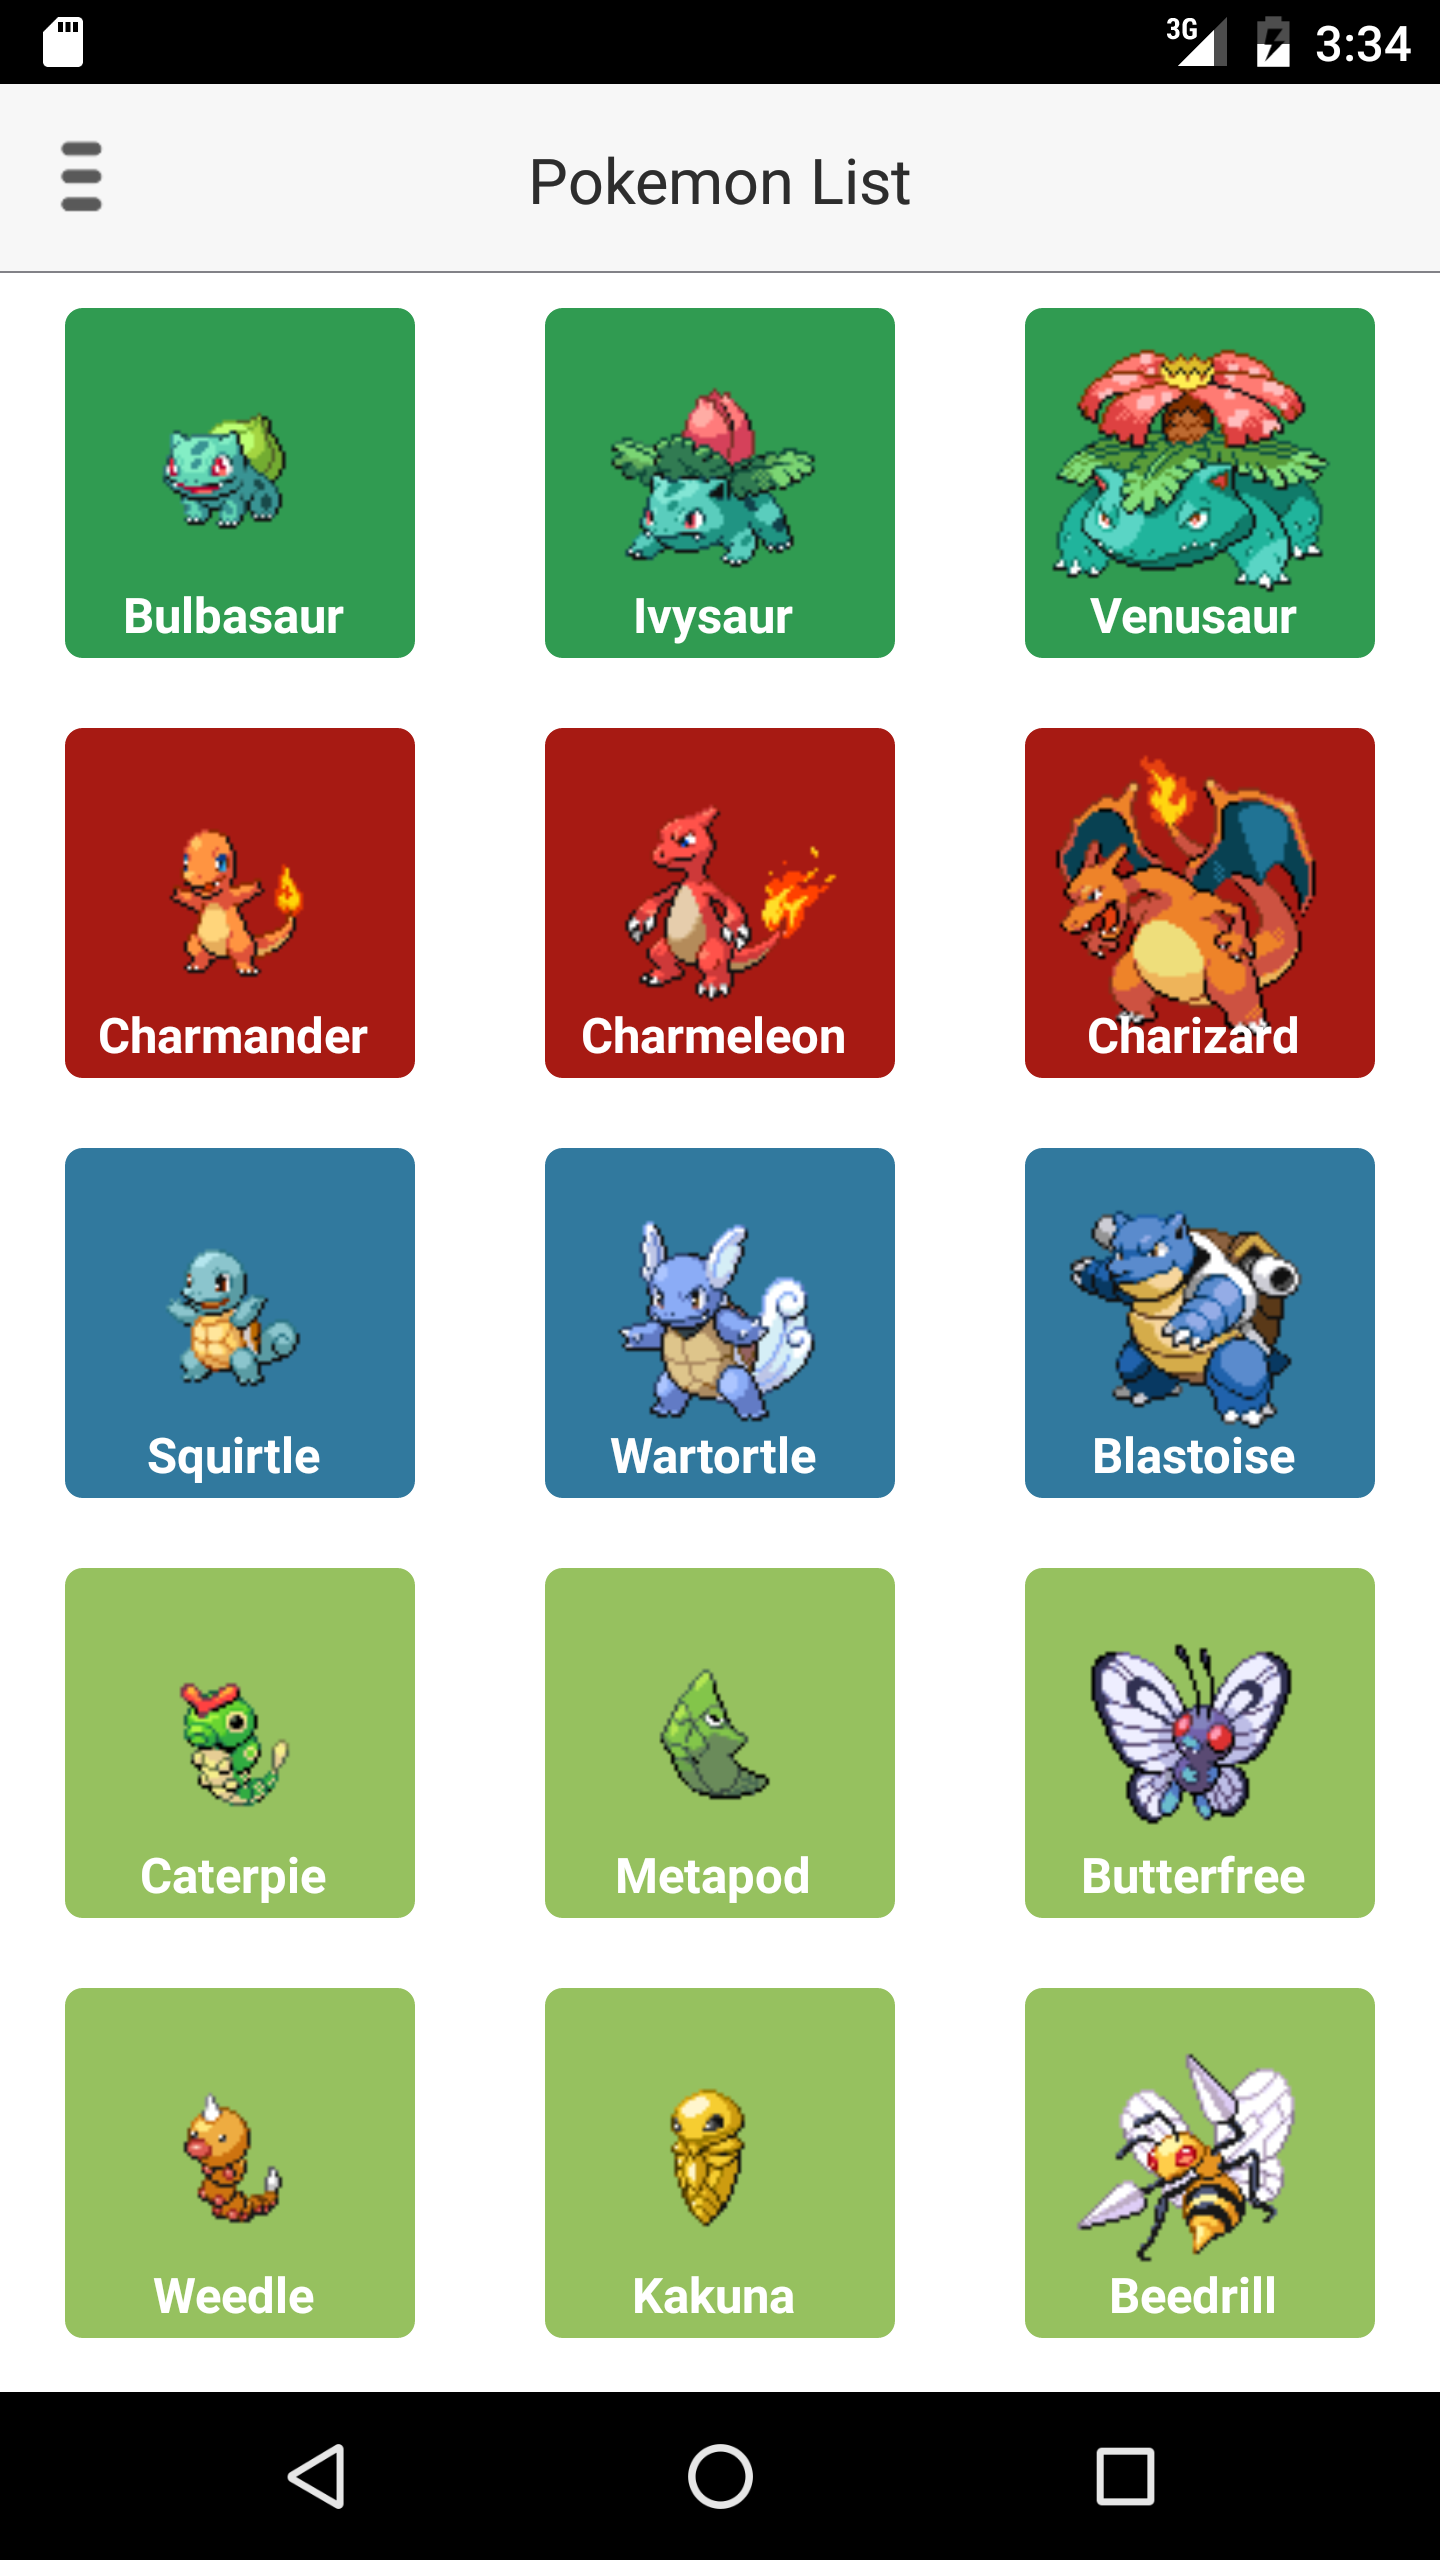 3G 3:34
Pokemon List
Bulbasaur Ivysaur Venusaur
Charmander Charmeleon Charizard
Squirtle Wartortle Blastoise
Caterpie Metapod Butterfree
Weedle Kakuna Beedrill